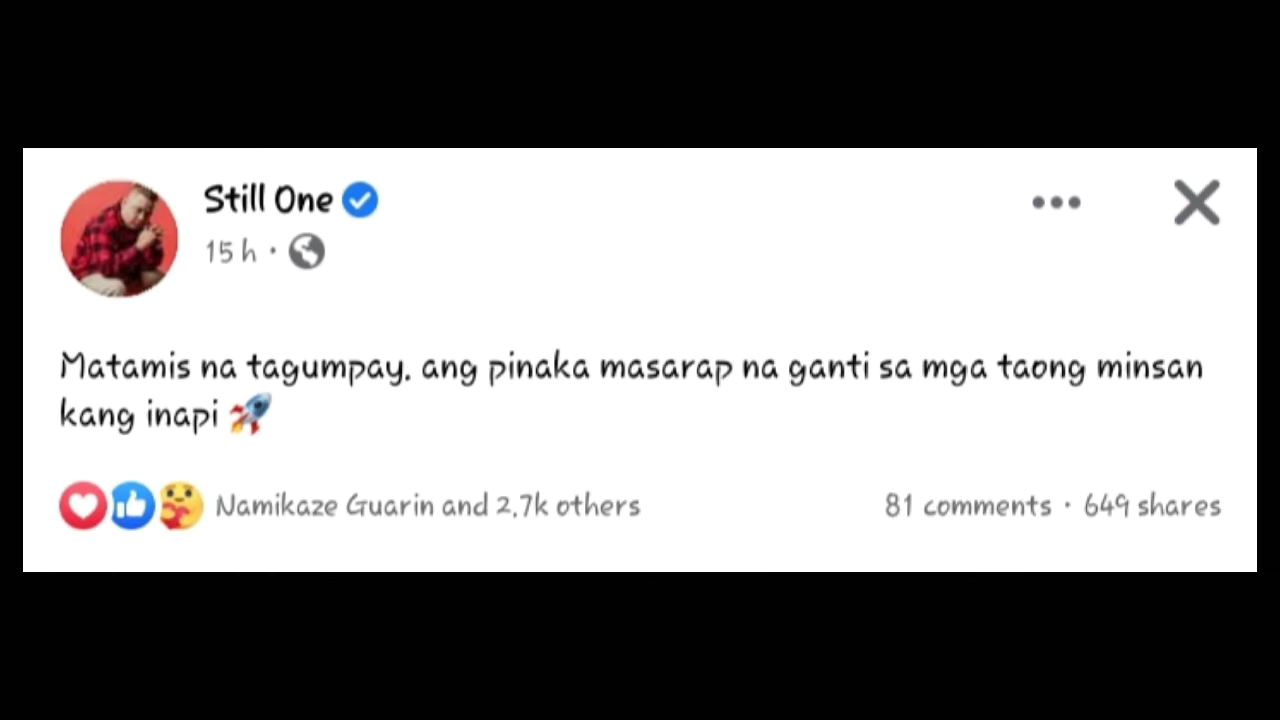 Still One
15 h ·
Matamis na tagumpay. ang pinaka masarap na ganti sa mga taong minsan
kang inapi 🚀
Namikaze Guarin and 2.7k others
81 comments · 649 shares